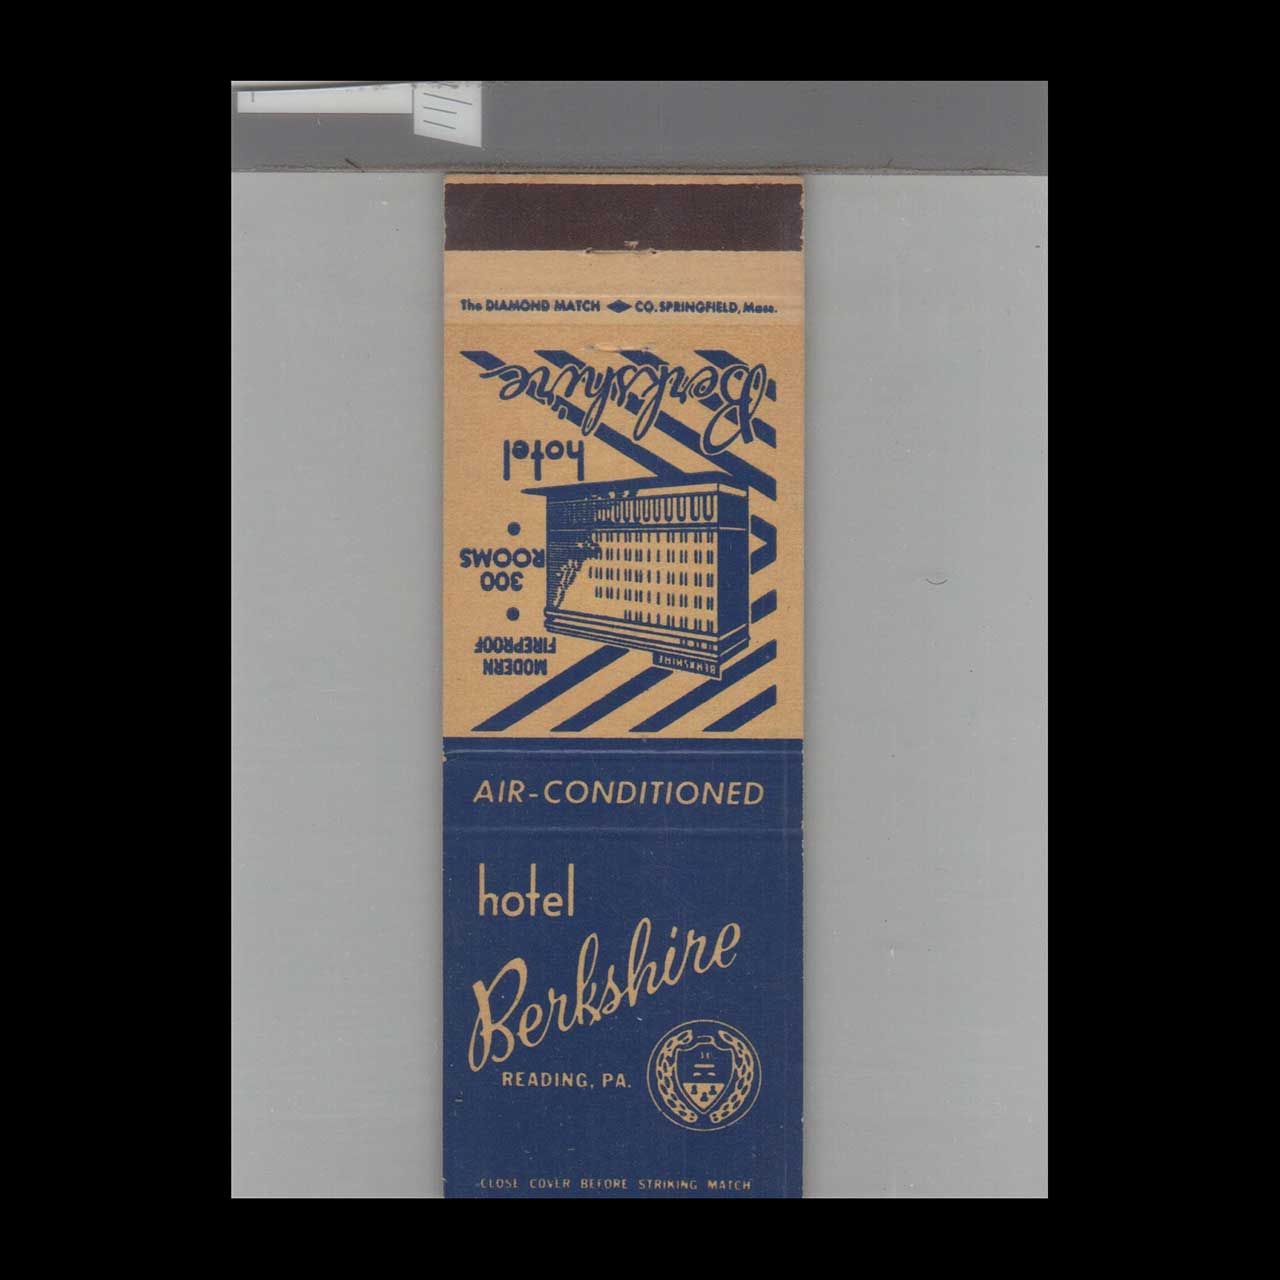 The DIAMOND MATCH CO. SPRINGFIELD, Mass.
Berkshire
hotel
300
ROOMS
MODERN
FIREPROOF
BERKSHIRE
AIR-CONDITIONED
hotel
Berkshire
READING, PA.
CLOSE COVER BEFORE STRIKING MATCH